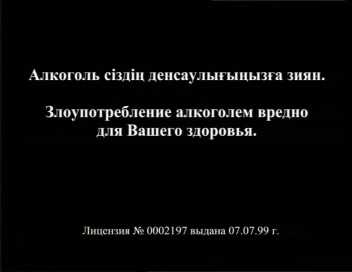 Алкоголь сіздің денсаулығыңызға зиян.
Злоупотребление алкоголем вредно
для Вашего здоровья.
Лицензия № 0002197 выдана 07.07.99 г.